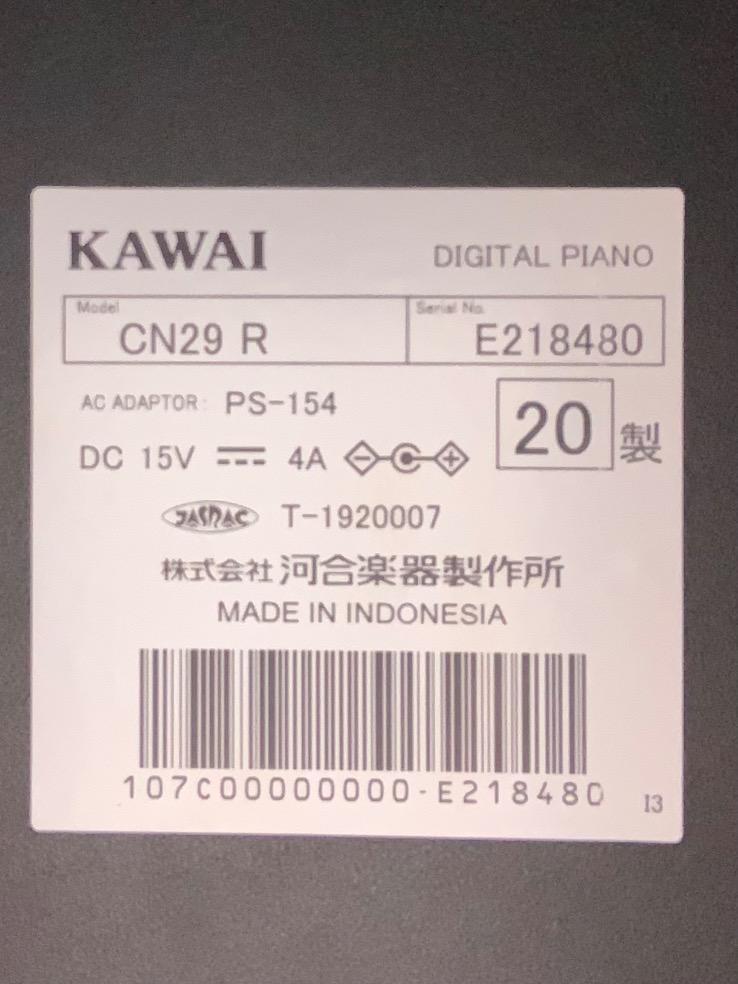 KAWAI DIGITAL PIANO
Model Serial No.
CN29 R E218480
AC ADAPTOR: PS-154
DC 15V 4A 20 製
JASRAC T-1920007
株式会社 河合楽器製作所
MADE IN INDONESIA
107C00000000-E218480
I3